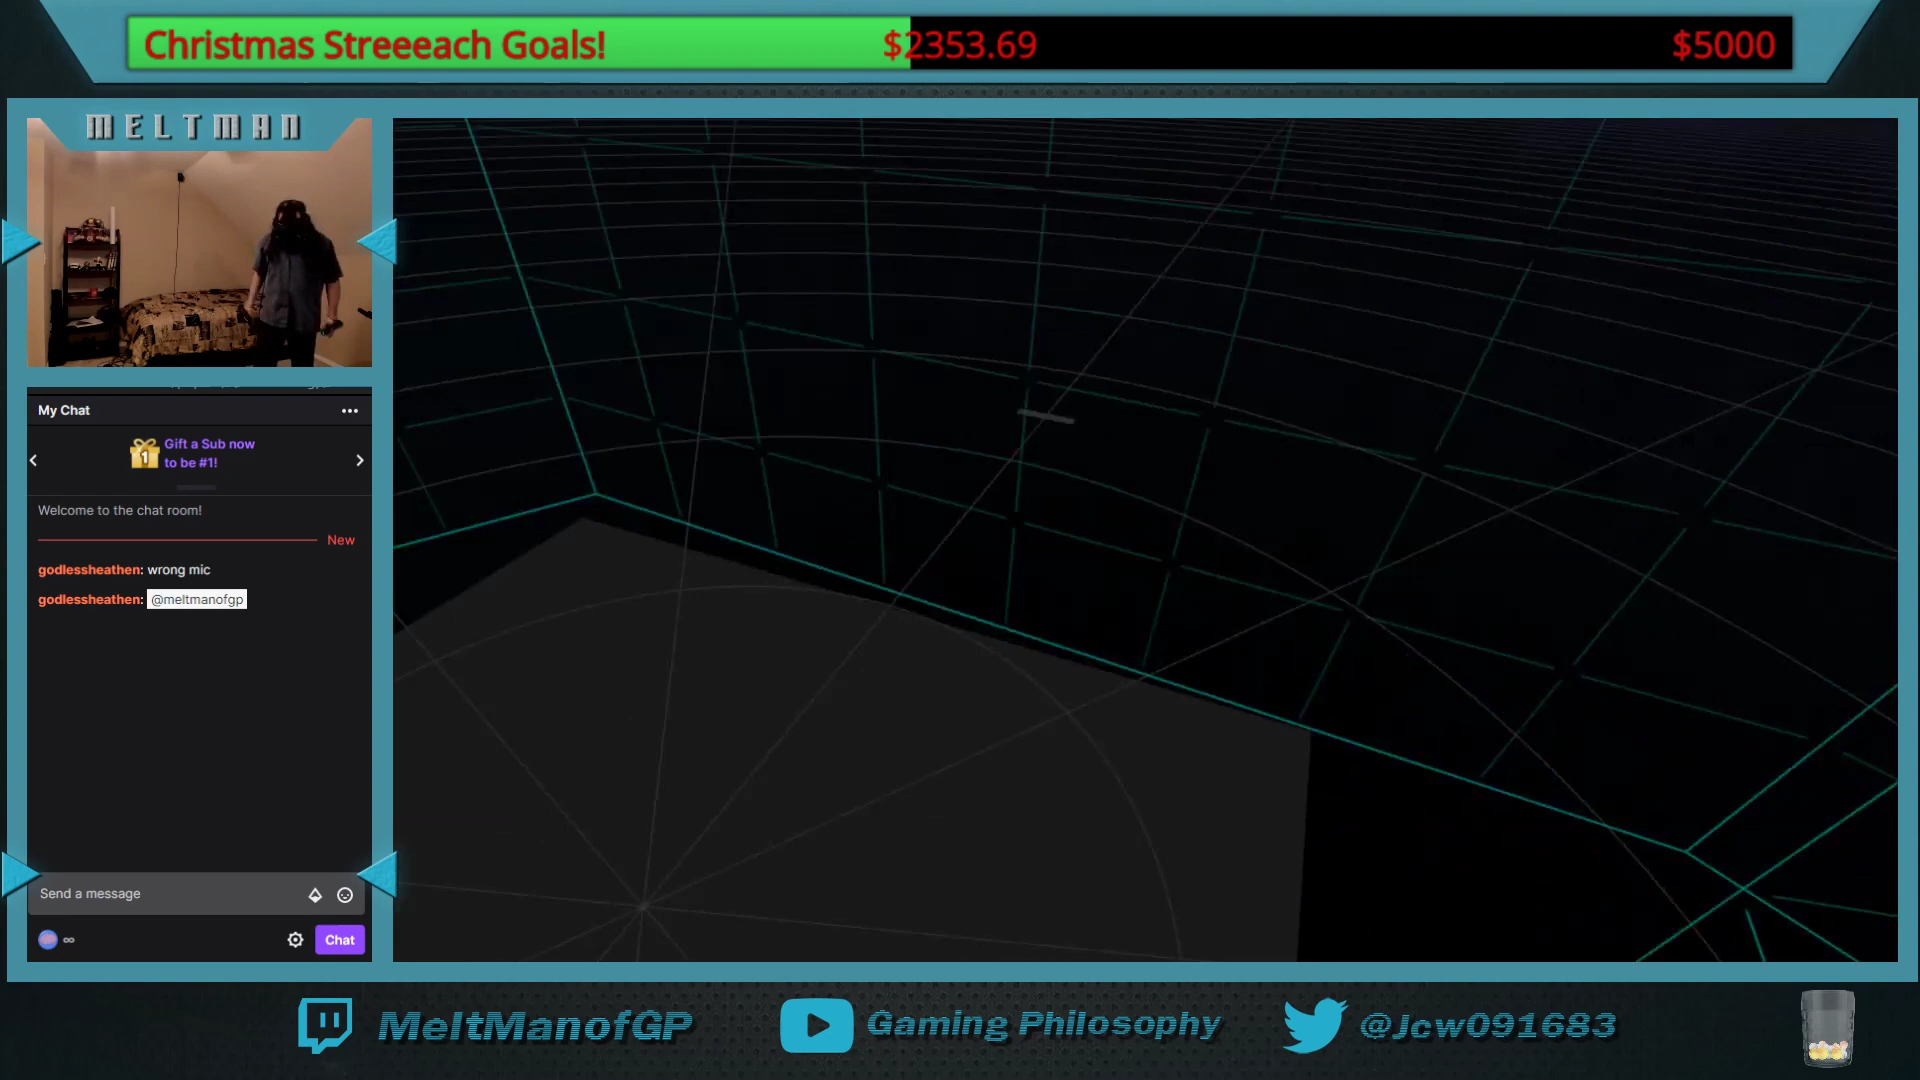 Christmas Streeeach Goals! $2353.69 $5000
MELTMAN
My Chat
Gift a Sub now
to be #1!
1
Welcome to the chat room!
New
godlessheathen: wrong mic
godlessheathen: @meltmanofgp
Send a message
∞
Chat
MeltManofGP
Gaming Philosophy
@Jcw091683